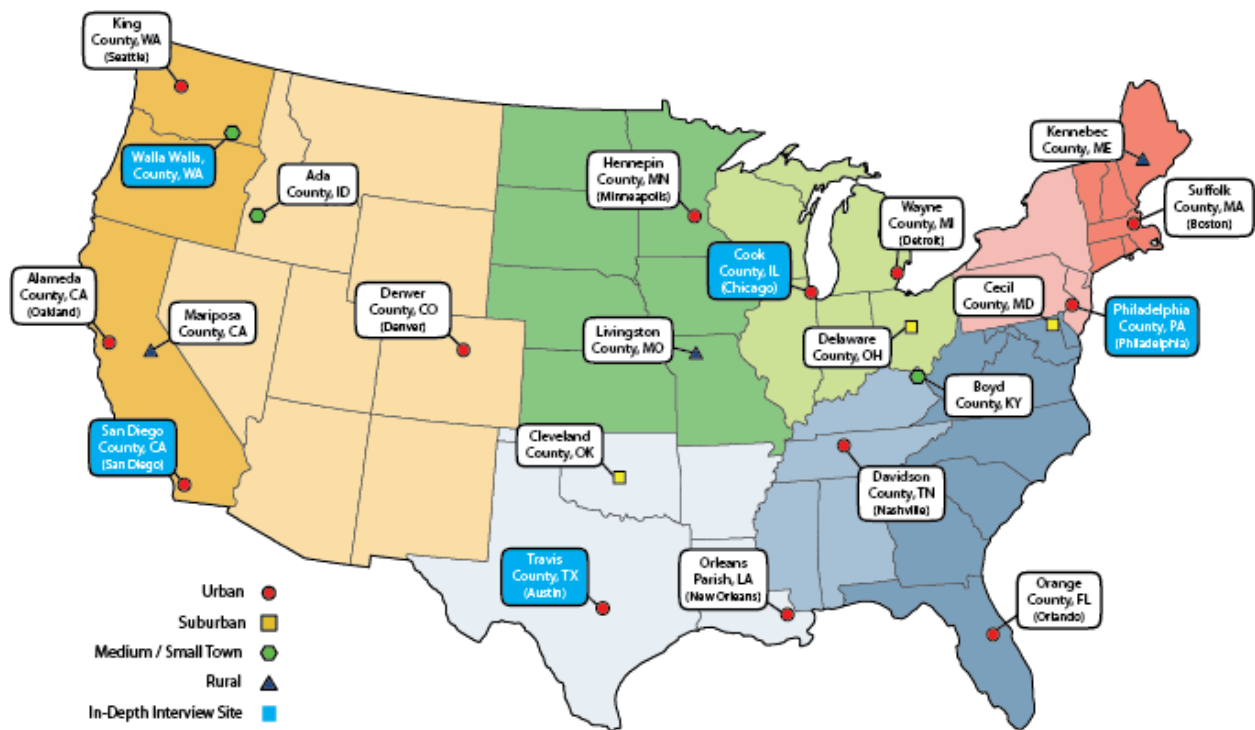 King
County, WA
(Seattle)
Walla Walla,
County, WA
Ada
County, ID
Hennepin
County, MN
(Minneapolis)
Kennebec
County, ME
Suffolk
County, MA
(Boston)
Wayne
County, MI
(Detroit)
Cook
County, IL
(Chicago)
Alameda
County, CA
(Oakland)
Mariposa
County, CA
Denver
County, CO
(Denver)
Livingston
County, MO
Delaware
County, OH
Cecil
County, MD
Philadelphia
County, PA
(Philadelphia)
Boyd
County, KY
San Diego
County, CA
(San Diego)
Cleveland
County, OK
Davidson
County, TN
(Nashville)
Travis
County, TX
(Austin)
Orleans
Parish, LA
(New Orleans)
Orange
County, FL
(Orlando)
Urban
Suburban
Medium / Small Town
Rural
In-Depth Interview Site